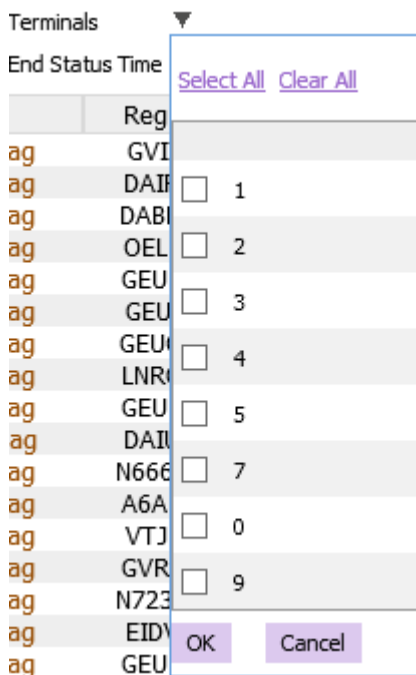 Terminals
End Status Time
Select All Clear All
Reg
ag GVI
ag DAI
ag DAB
ag OEL
ag GEU
ag GEU
ag GEU
ag LNR
ag GEU
ag DAI
ag N666
ag A6A
ag VTJ
ag GVR
ag N723
ag EID
ag GEU
1
2
3
4
5
7
0
9
OK Cancel